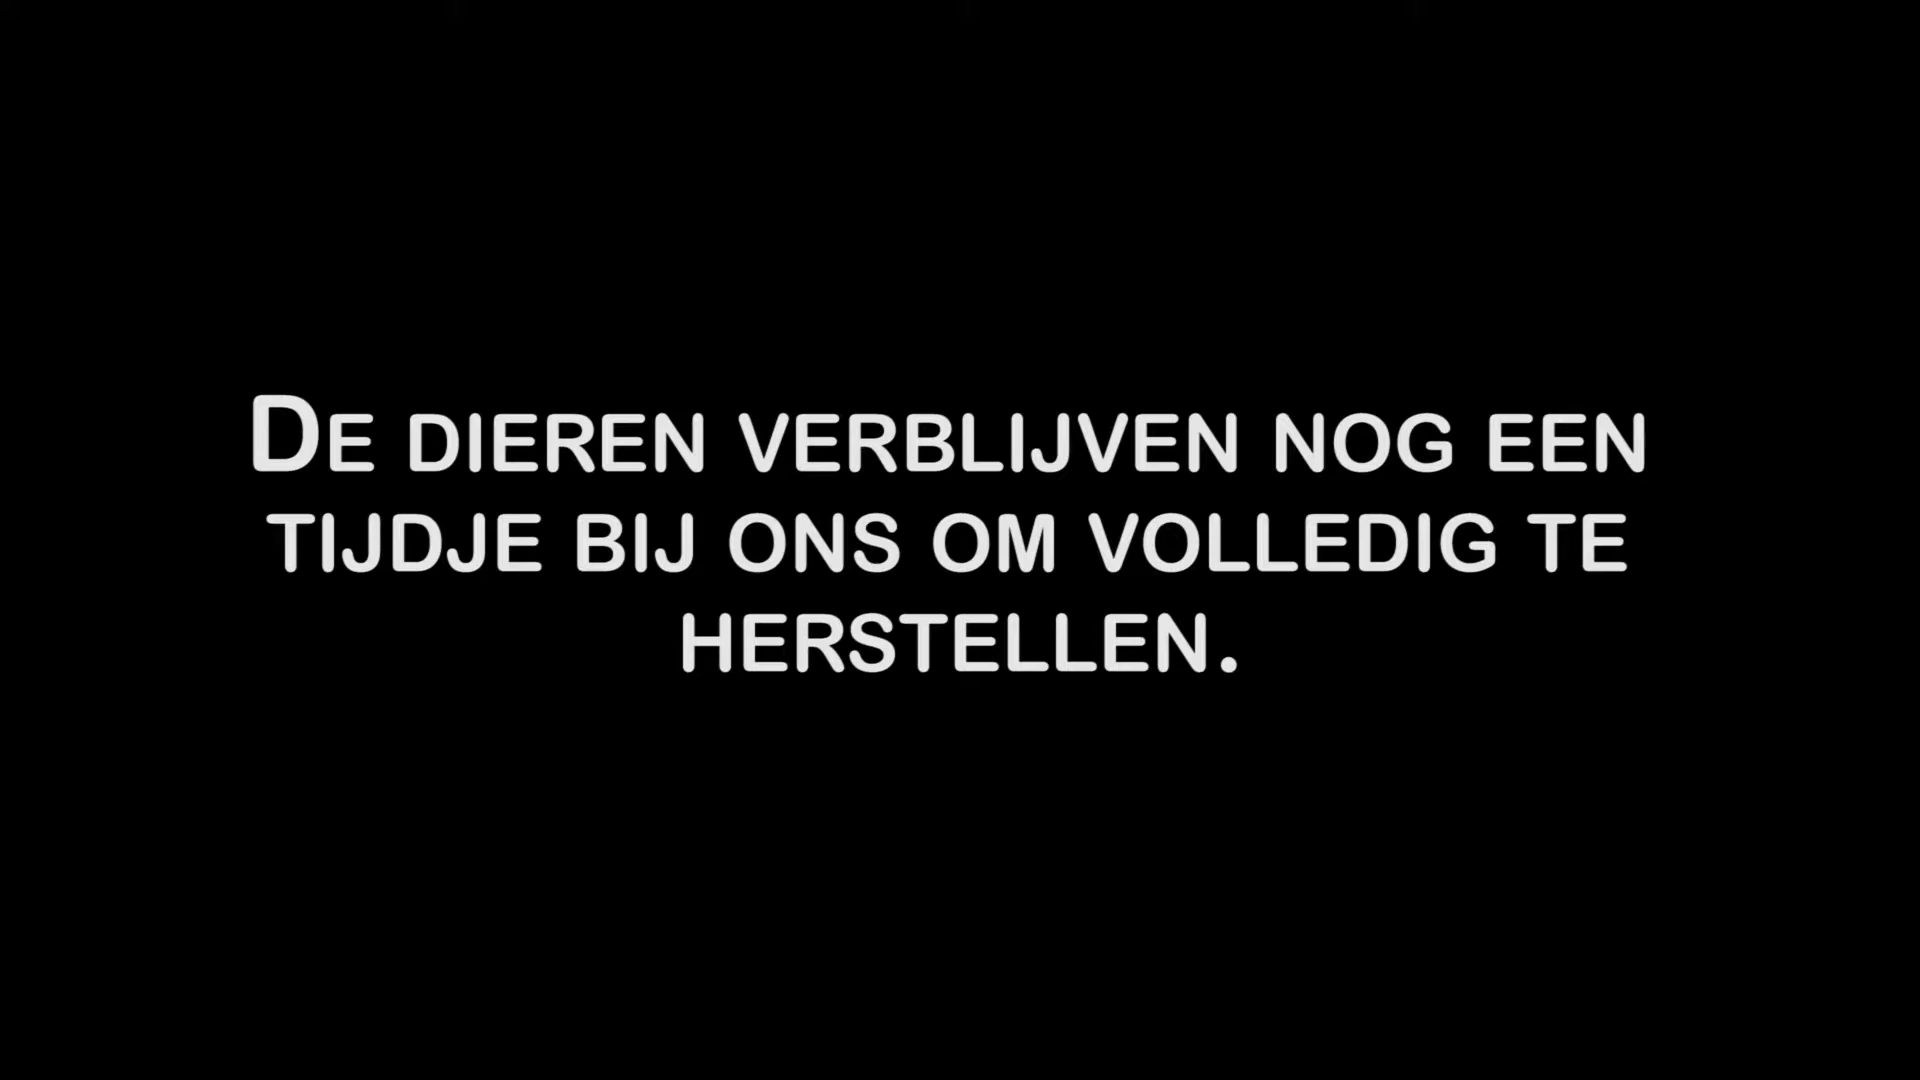 De dieren verblijven nog een
tijdje bij ons om volledig te
herstellen.